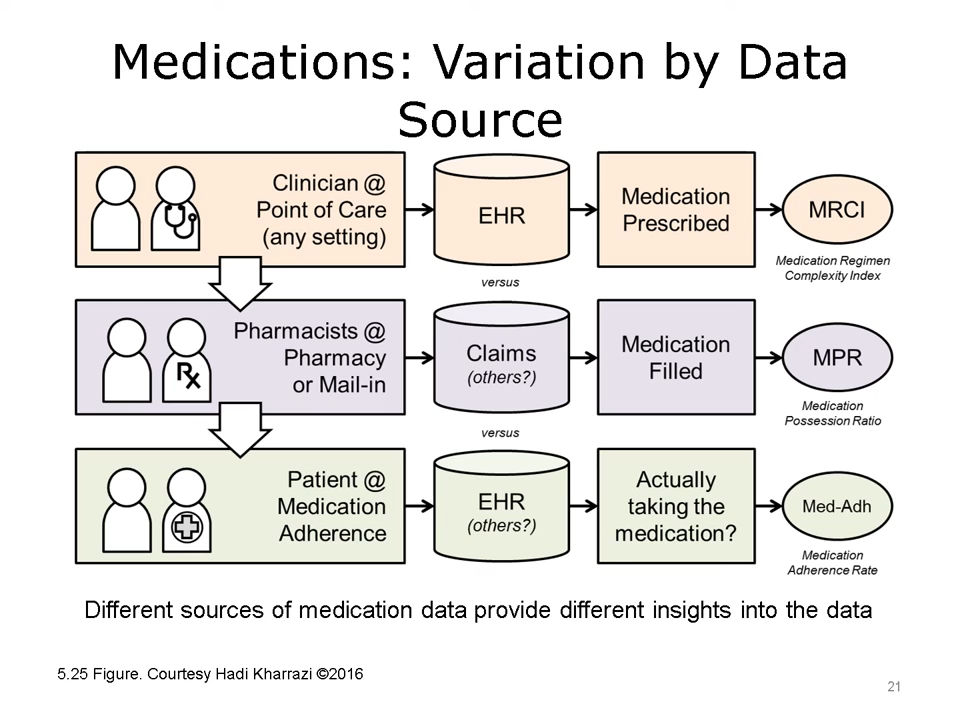 Medications: Variation by Data
Source
Clinician @
Point of Care
(any setting)
EHR
Medication
Prescribed
MRCI
Medication Regimen
Complexity Index
versus
Pharmacists @
Pharmacy
or Mail-in
Rx
Claims
(others?)
Medication
Filled
MPR
Medication
Possession Ratio
versus
Patient @
Medication
Adherence
EHR
(others?)
Actually
taking the
medication?
Med-Adh
Medication
Adherence Rate
Different sources of medication data provide different insights into the data
5.25 Figure. Courtesy Hadi Kharrazi ©2016
21